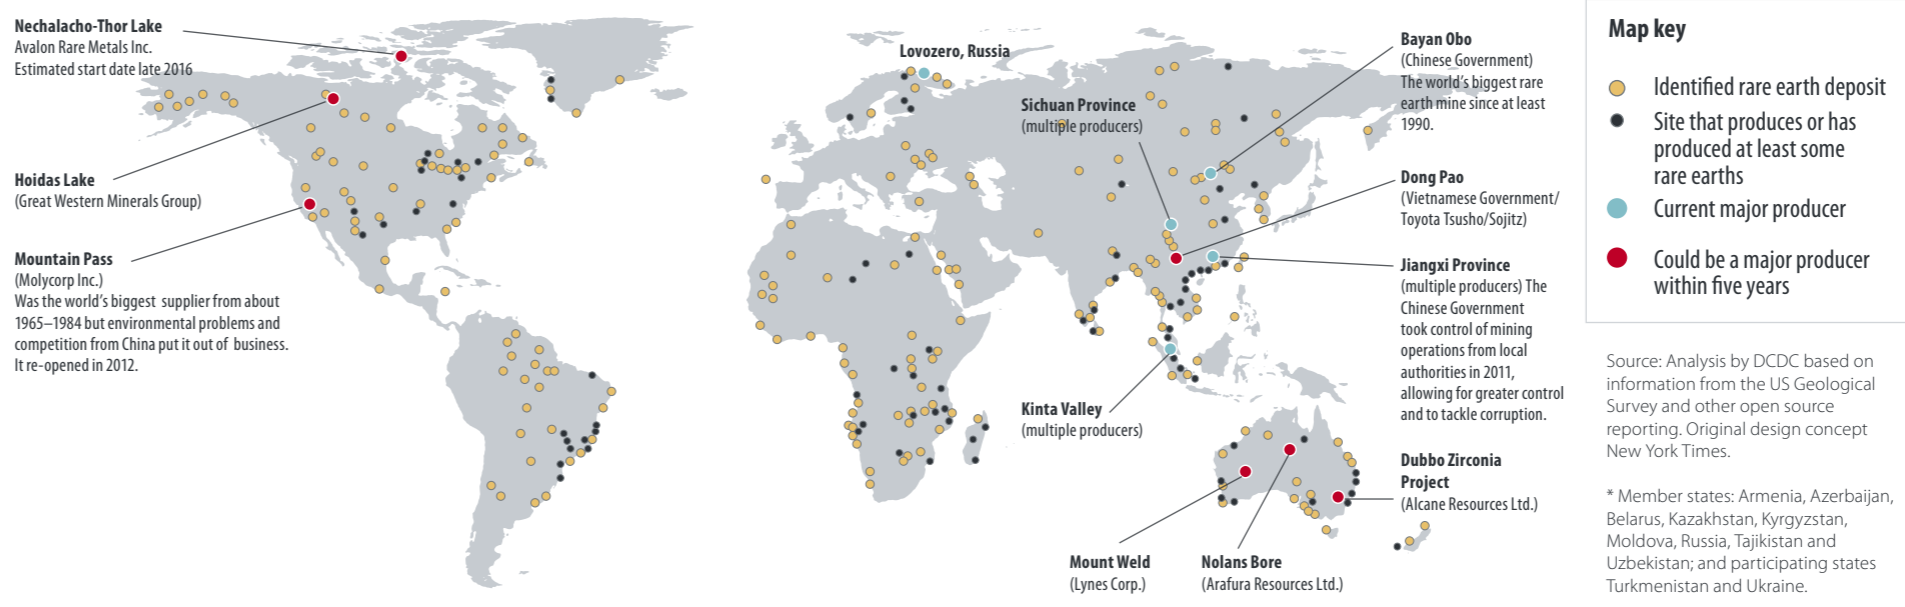 Nechalacho-Thor Lake
Avalon Rare Metals Inc.
Estimated start date late 2016
Hoidas Lake
(Great Western Minerals Group)
Mountain Pass
(Molycorp Inc.)
Was the world's biggest supplier from about
1965–1984 but environmental problems and
competition from China put it out of business.
It re-opened in 2012.
Lovozero, Russia
Sichuan Province
(multiple producers)
Kinta Valley
(multiple producers)
Mount Weld
(Lynes Corp.)
Nolans Bore
(Arafura Resources Ltd.)
Bayan Obo
(Chinese Government)
The world's biggest rare
earth mine since at least
1990.
Dong Pao
(Vietnamese Government/
Toyota Tsusho/Sojitz)
Jiangxi Province
(multiple producers) The
Chinese Government
took control of mining
operations from local
authorities in 2011,
allowing for greater control
and to tackle corruption.
Dubbo Zirconia
Project
(Alcane Resources Ltd.)
Map key
Identified rare earth deposit
Site that produces or has
produced at least some
rare earths
Current major producer
Could be a major producer
within five years
Source: Analysis by DCDC based on
information from the US Geological
Survey and other open source
reporting. Original design concept
New York Times.
* Member states: Armenia, Azerbaijan,
Belarus, Kazakhstan, Kyrgyzstan,
Moldova, Russia, Tajikistan and
Uzbekistan; and participating states
Turkmenistan and Ukraine.